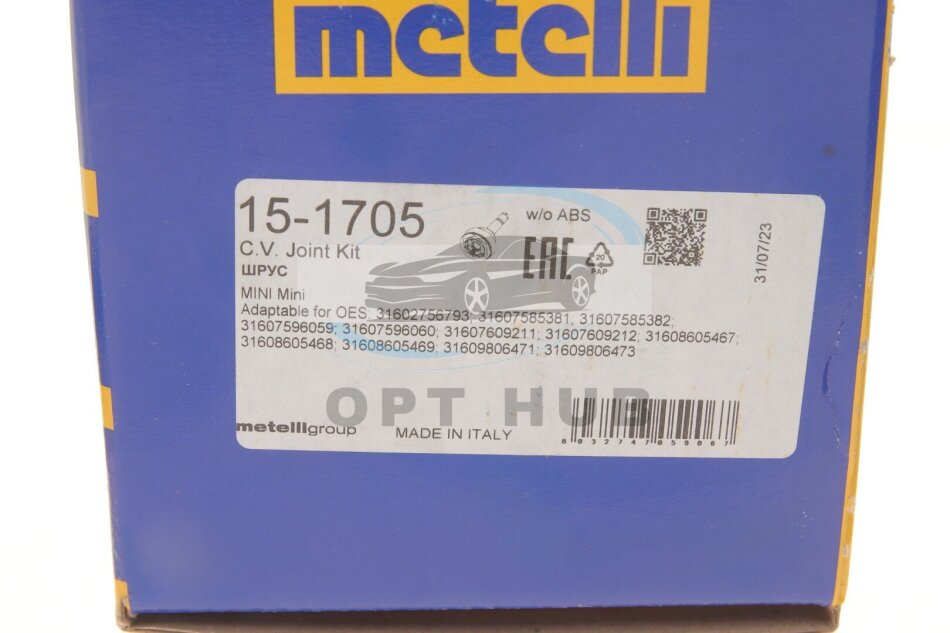 metelli
15-1705
w/o ABS
C.V. Joint Kit
ШРУС
EAC
20
PAP
31/07/23
MINI Mini
Adaptable for OES: 31602756793; 31607585381; 31607585382;
31607596059; 31607596060; 31607609211; 31607609212; 31608605467;
31608605468; 31608605469; 31609806471; 31609806473
OPT HUB
metelligroup
MADE IN ITALY
8032747059067